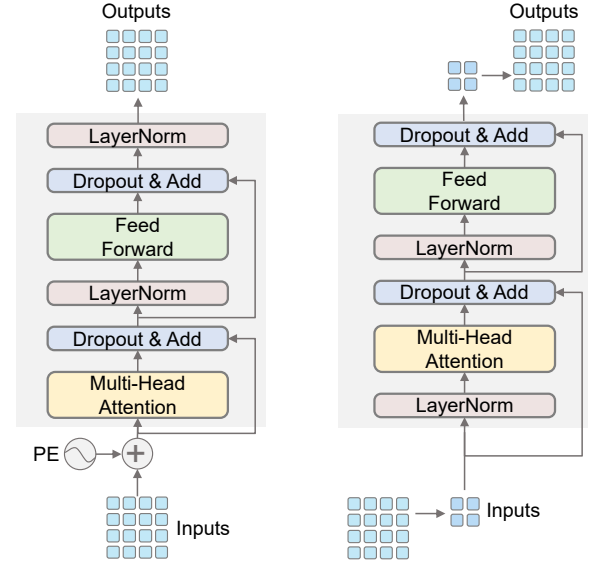 Outputs
LayerNorm
Dropout & Add
Feed
Forward
LayerNorm
Dropout & Add
Multi-Head
Attention
PE
Inputs
Outputs
Dropout & Add
Feed
Forward
LayerNorm
Dropout & Add
Multi-Head
Attention
LayerNorm
Inputs